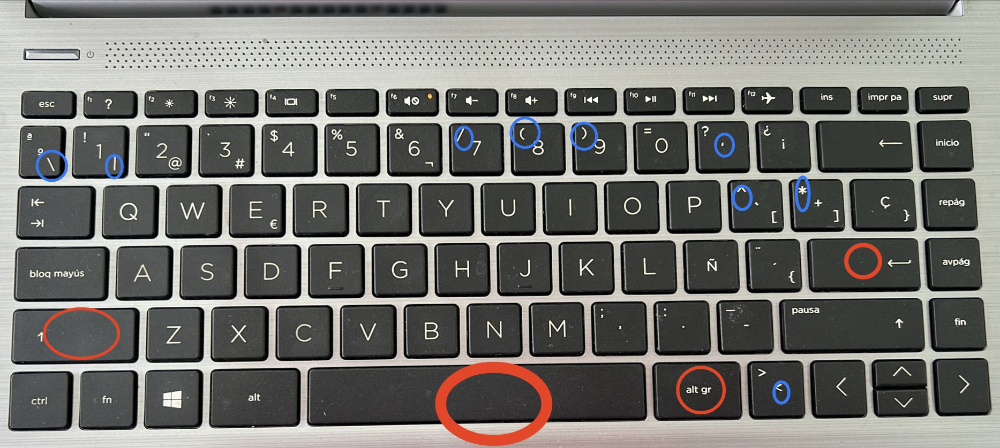 esc f1 ? f2 f3 f4 f5 f6 f7 f8 f9 f10 f11 f12 ins impr pa supr
ª º \ ! 1 | " 2 @ · 3 # $ 4 % 5 & 6 ¬ / 7 ( 8 ) 9 = 0 ? ' ¿ ¡ ← inicio
|← →| Q W E € R T Y U I O P ^ ` [ * + ] Ç } repág
bloq mayús A S D F G H J K L Ñ ¨ ´ { ← avpág
↑ Z X C V B N M ; , : . _ - pausa ↑ fin
ctrl fn alt alt gr > <